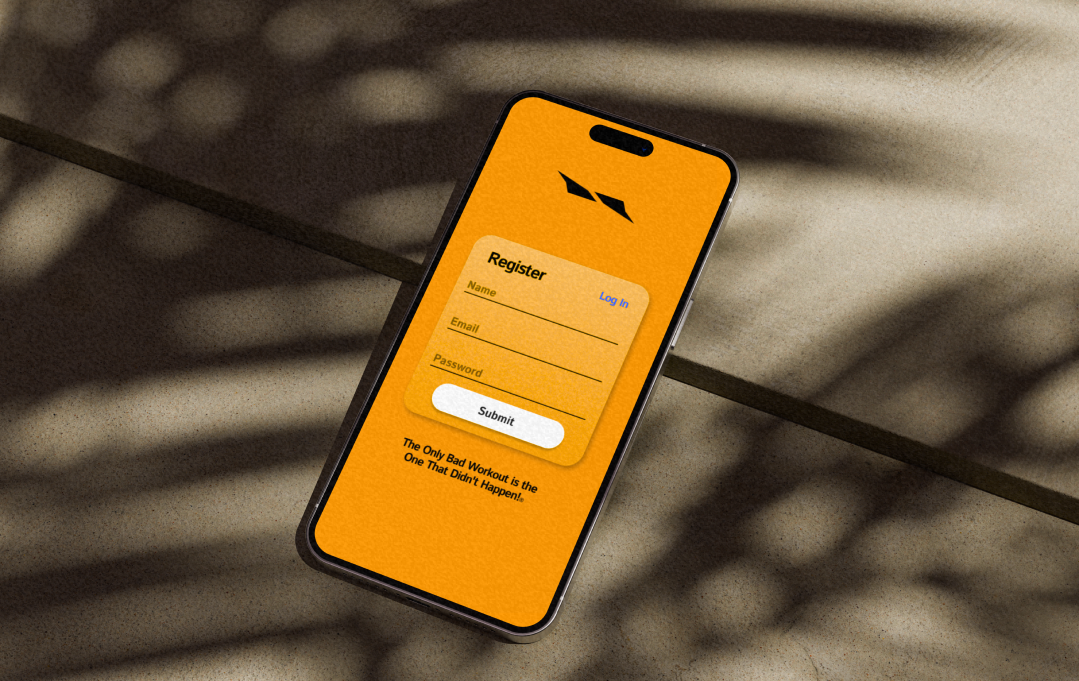 Register
Log In
Name
Email
Password
Submit
The Only Bad Workout is the
One That Didn't Happen!®